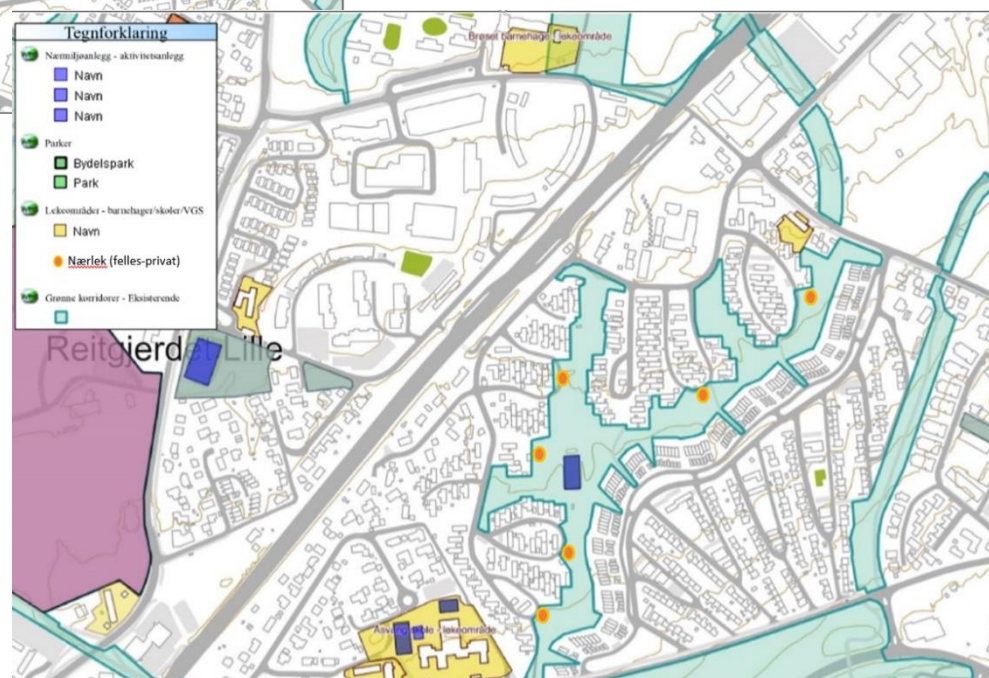 Tegnforklaring
Nærmiljøanlegg - aktivitetsanlegg
Navn
Navn
Navn
Parker
Bydelspark
Park
Lekeområder - barnehager/skoler/VGS
Navn
Nærlek (felles-privat)
Grønne korridorer - Eksisterende
Brøset barnehage - lekeområde
Reitgjerdet Lille
lekeområde